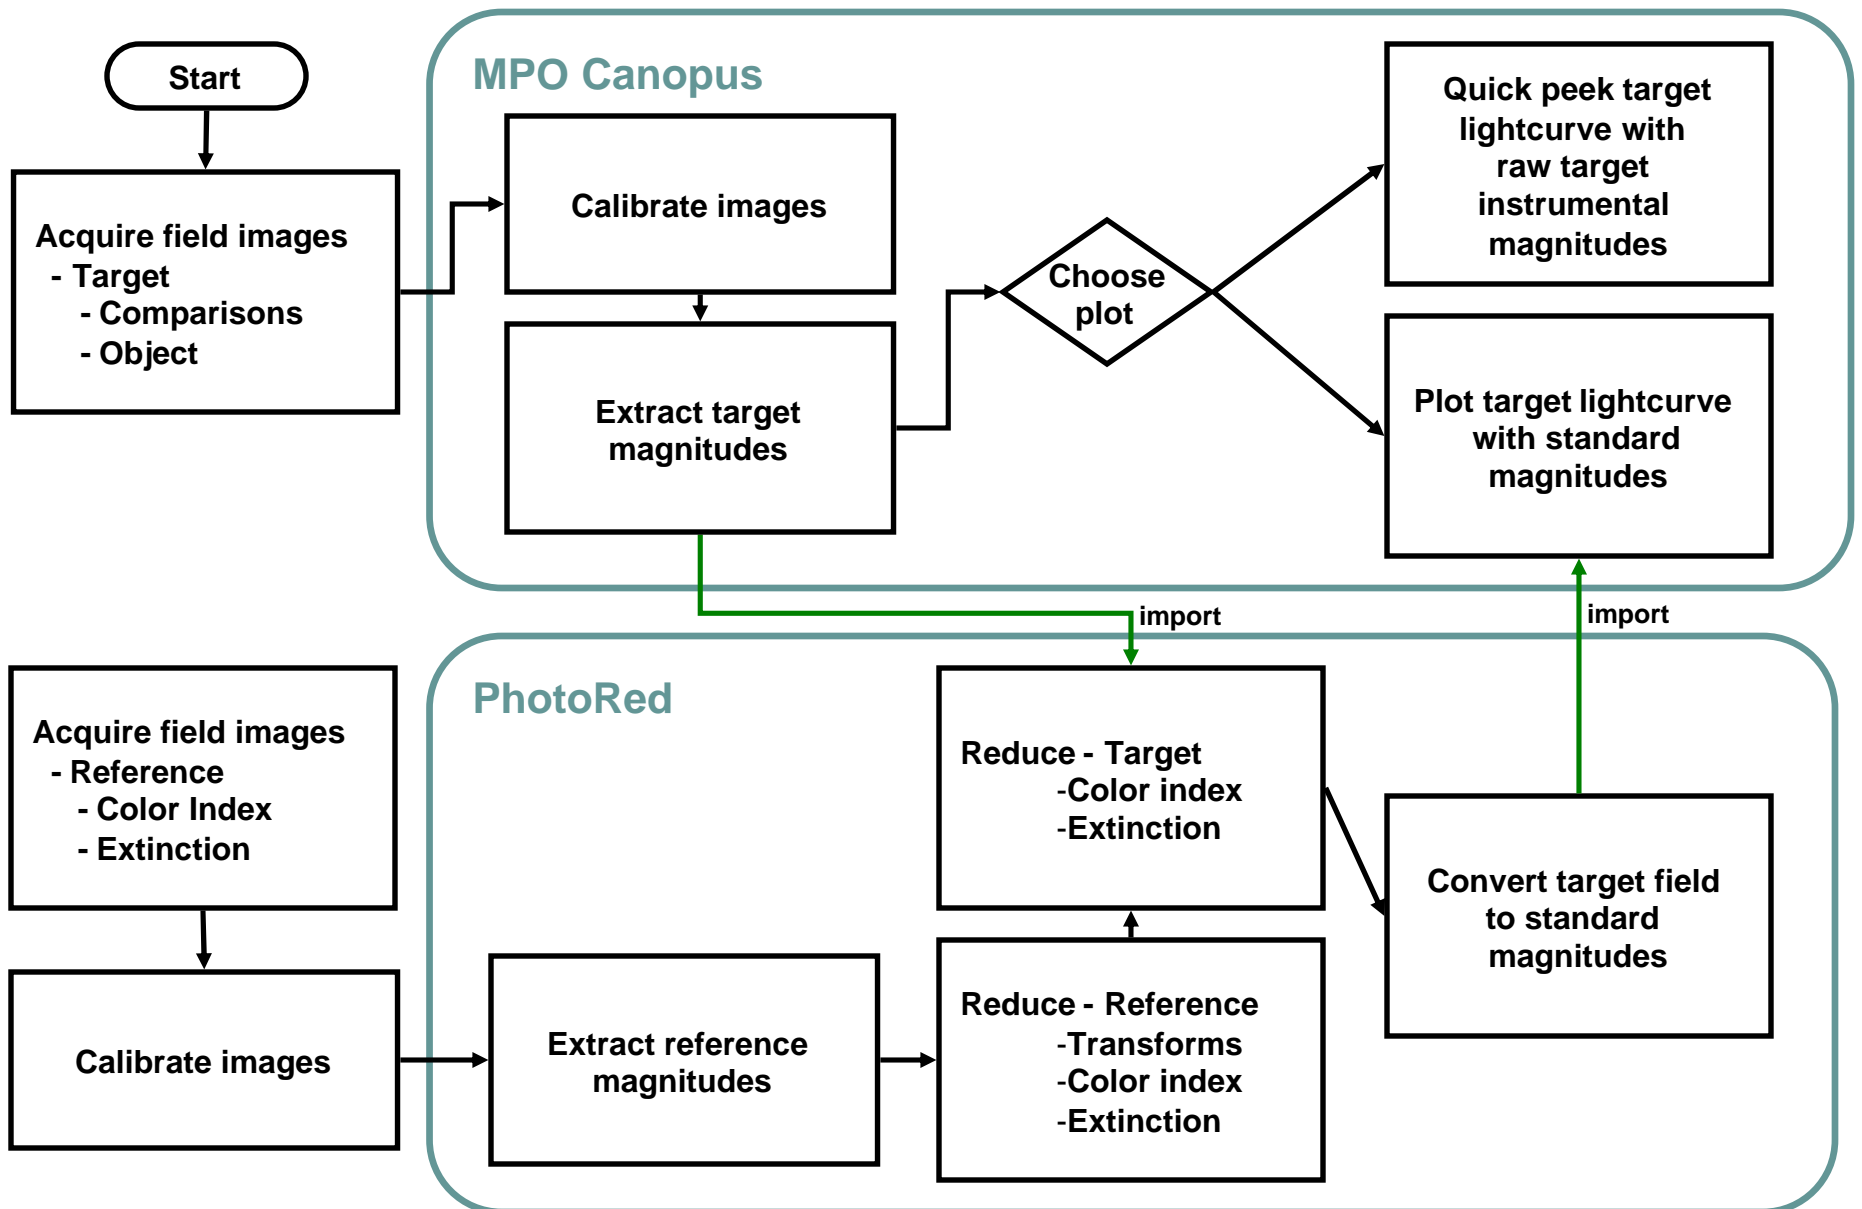 Start
Acquire field images
- Target
- Comparisons
- Object
MPO Canopus
Calibrate images
Extract target
magnitudes
Choose
plot
Quick peek target
lightcurve with
raw target
instrumental
magnitudes
Plot target lightcurve
with standard
magnitudes
import
import
Acquire field images
- Reference
- Color Index
- Extinction
Calibrate images
PhotoRed
Extract reference
magnitudes
Reduce - Target
-Color index
-Extinction
Reduce - Reference
-Transforms
-Color index
-Extinction
Convert target field
to standard
magnitudes